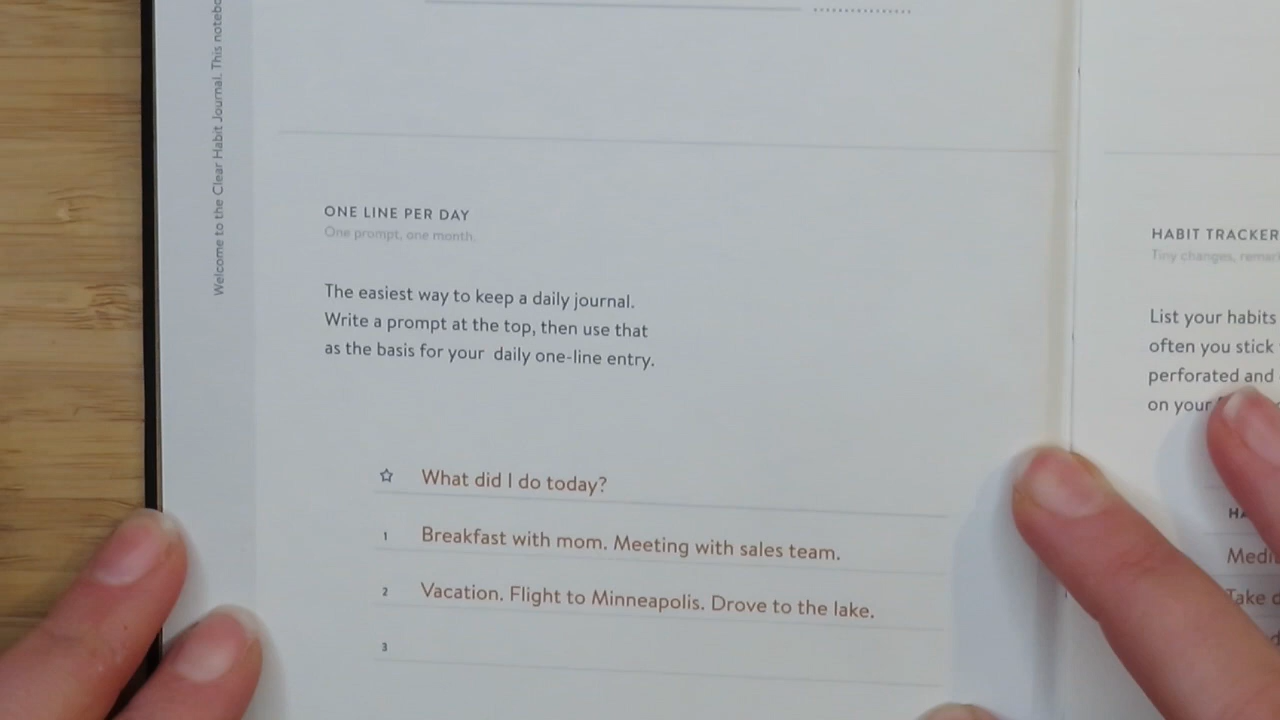 Welcome to the Clear Habit Journal. This
ONE LINE PER DAY
One prompt, one month.
The easiest way to keep a daily journal.
Write a prompt at the top, then use that
as the basis for your daily one-line entry.
What did I do today?
1 Breakfast with mom. Meeting with sales team.
2 Vacation. Flight to Minneapolis. Drove to the lake.
3
HABIT TRACKER
Tiny changes,
List your habits
often you stick
perforated and
on your
Take